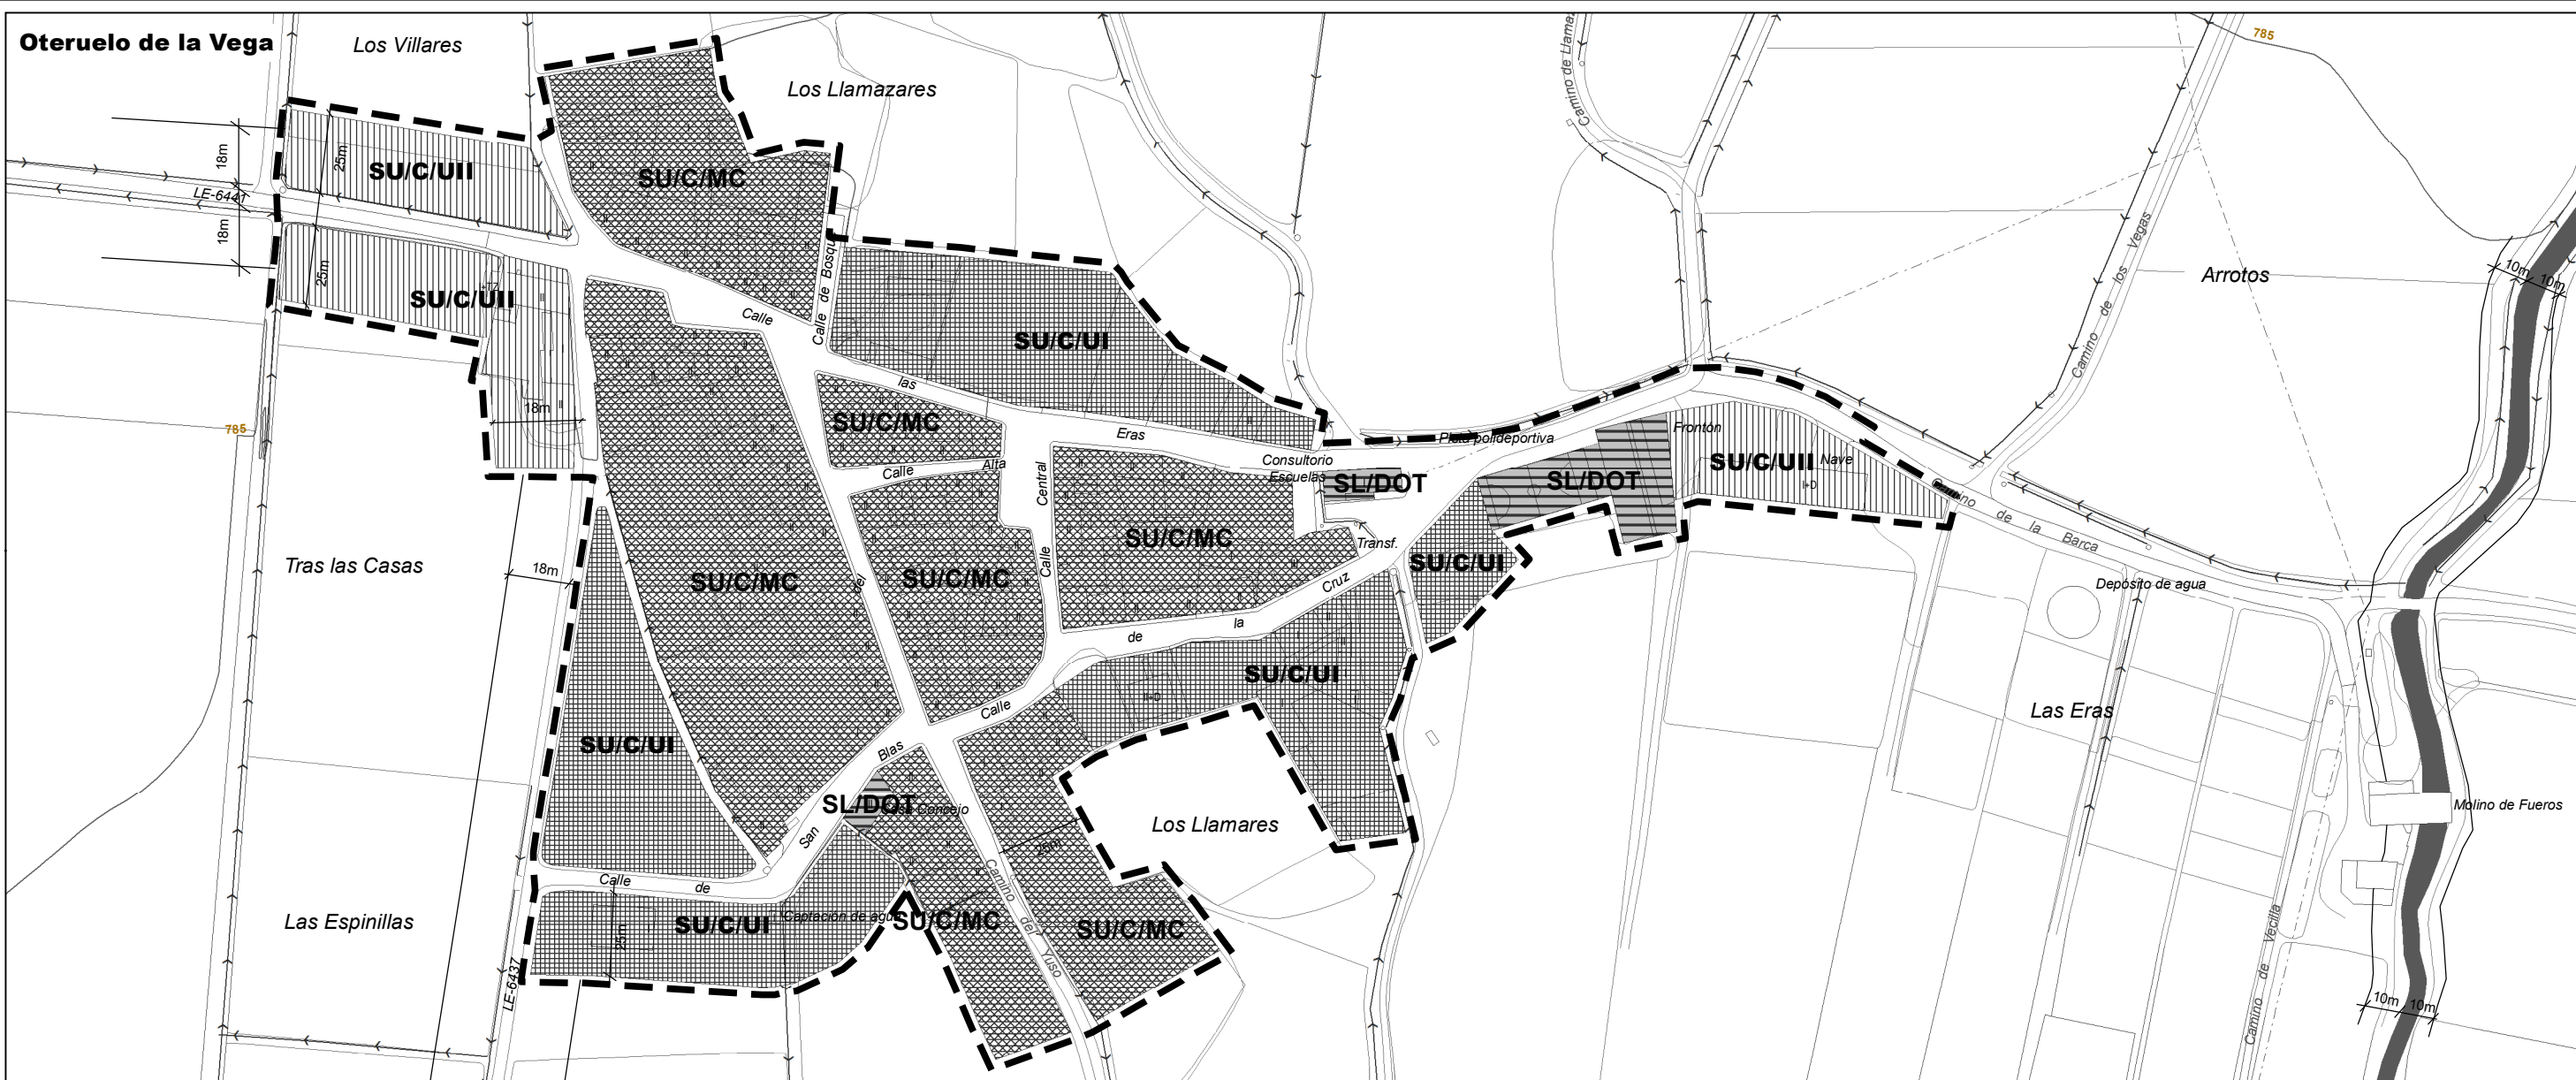 Oteruelo de la Vega
Los Villares
Los Llamazares
785
Arrotos
Camino de los Vegas
18m
25m
SU/C/UII
SU/C/MC
LE-6441
18m
25m
SU/C/UII
Calle de Bosque
Calle
las
Eras
SU/C/UI
10m
10m
785
18m
II
SU/C/MC
Calle
Alta
Calle
Central
Consultorio
Escuelas
SL/DOT
Pista polideportiva
SL/DOT
Frontón
SU/C/UII
Nave
I+D
Camino de la Barca
Tras las Casas
18m
SU/C/MC
del
SU/C/MC
SU/C/MC
Transf.
SU/C/UI
Depósito de agua
Calle
de
la
Cruz
SU/C/UI
II+D
SU/C/UI
Las Eras
Blas
San
SL/DOT
Casa Concejo
25m
Los Llamares
Molino de Fueros
Calle
de
Las Espinillas
SU/C/UI
25m
Captación de agua
SU/C/MC
Camino del Yuso
SU/C/MC
LE-6437
Camino de Vecilla
10m
10m